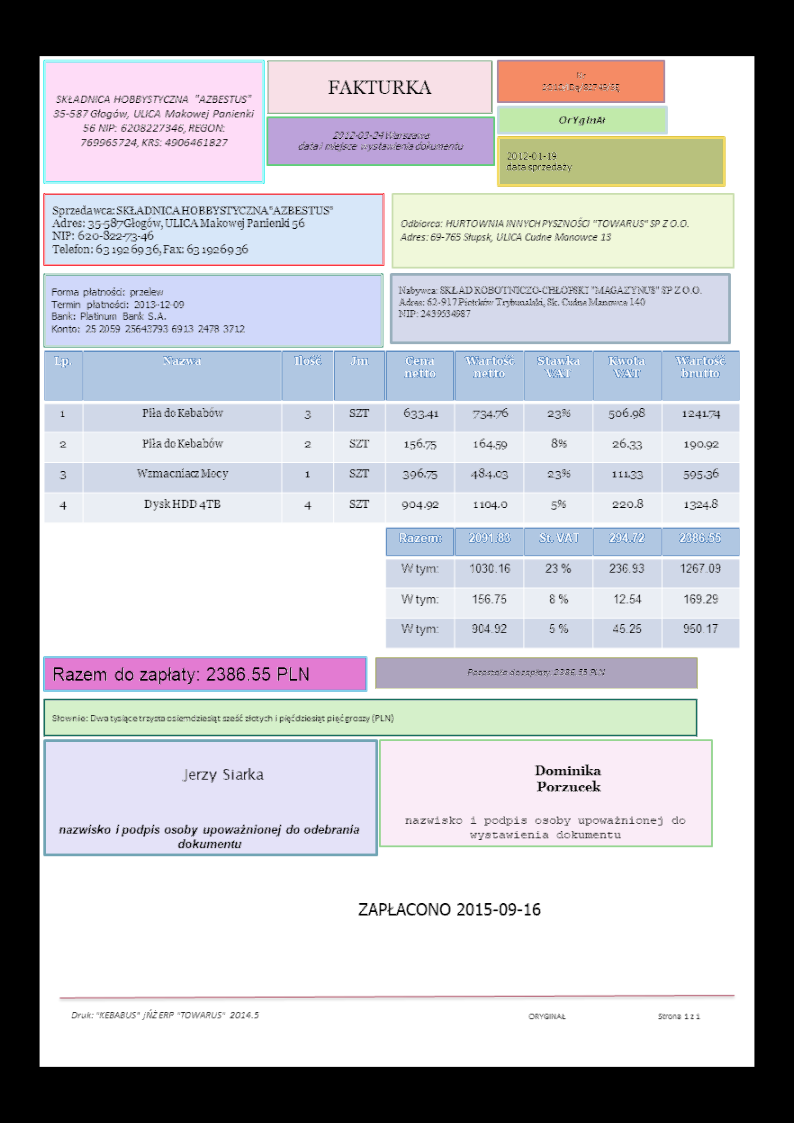 SKŁADNICA HOBBYSTYCZNA "AZBESTUS"
35-587 Głogów, ULICA Makowej Panienki
56 NIP: 6208227346, REGON:
769965724, KRS: 4906461827
FAKTURKA
2012-03-24 Warszawa
data i miejsce wystawienia dokumentu
OrYgInAł
2012-01-19
data sprzedaży
Sprzedawca: SKŁADNICA HOBBYSTYCZNA "AZBESTUS"
Adres: 35-587 Głogów, ULICA Makowej Panienki 56
NIP: 620-822-73-46
Telefon: 63 192 69 36, Fax: 63 192 69 36
Odbiorca: HURTOWNIA INNYCH PYSZNOŚCI "TOWARUS" SP Z O.O.
Adres: 69-765 Słupsk, ULICA Cudne Manowce 13
Forma płatności: przelew
Termin płatności: 2013-12-09
Bank: Platinum Bank S.A.
Konto: 25 2059 25643793 6913 2478 3712
Nabywca: SKŁAD ROBOTNICZO-CHŁOPSKI "MAGAZYNUS" SP Z O.O.
Adres: 62-917 Piotrków Trybunalski, Sk. Cudne Manowce 140
NIP: 2439534987
Lp. Nazwa Ilość Jm Cena netto Wartość netto Stawka VAT Kwota VAT Wartość brutto
1 Piła do Kebabów 3 SZT 633.41 734.76 23% 506.98 1241.74
2 Piła do Kebabów 2 SZT 156.75 164.59 8% 26.33 190.92
3 Wzmacniacz Mocy 1 SZT 396.75 484.03 23% 111.33 595.36
4 Dysk HDD 4TB 4 SZT 904.92 1104.0 5% 220.8 1324.8
Razem: 2091.83 St. VAT 294.72 2386.55
W tym: 1030.16 23 % 236.93 1267.09
W tym: 156.75 8 % 12.54 169.29
W tym: 904.92 5 % 45.25 950.17
Razem do zapłaty: 2386.55 PLN
Pozostaje do zapłaty: 2386.55 PLN
Słownie: Dwa tysiące trzysta osiemdziesiąt sześć złotych i pięćdziesiąt pięć groszy (PLN)
Jerzy Siarka
nazwisko i podpis osoby upoważnionej do odebrania
dokumentu
Dominika
Porzucek
nazwisko i podpis osoby upoważnionej do
wystawienia dokumentu
ZAPŁACONO 2015-09-16
Druk: "KEBABUS" jŃŻ ERP "TOWARUS" 2014.5
ORYGINAŁ
Strona 1 z 1